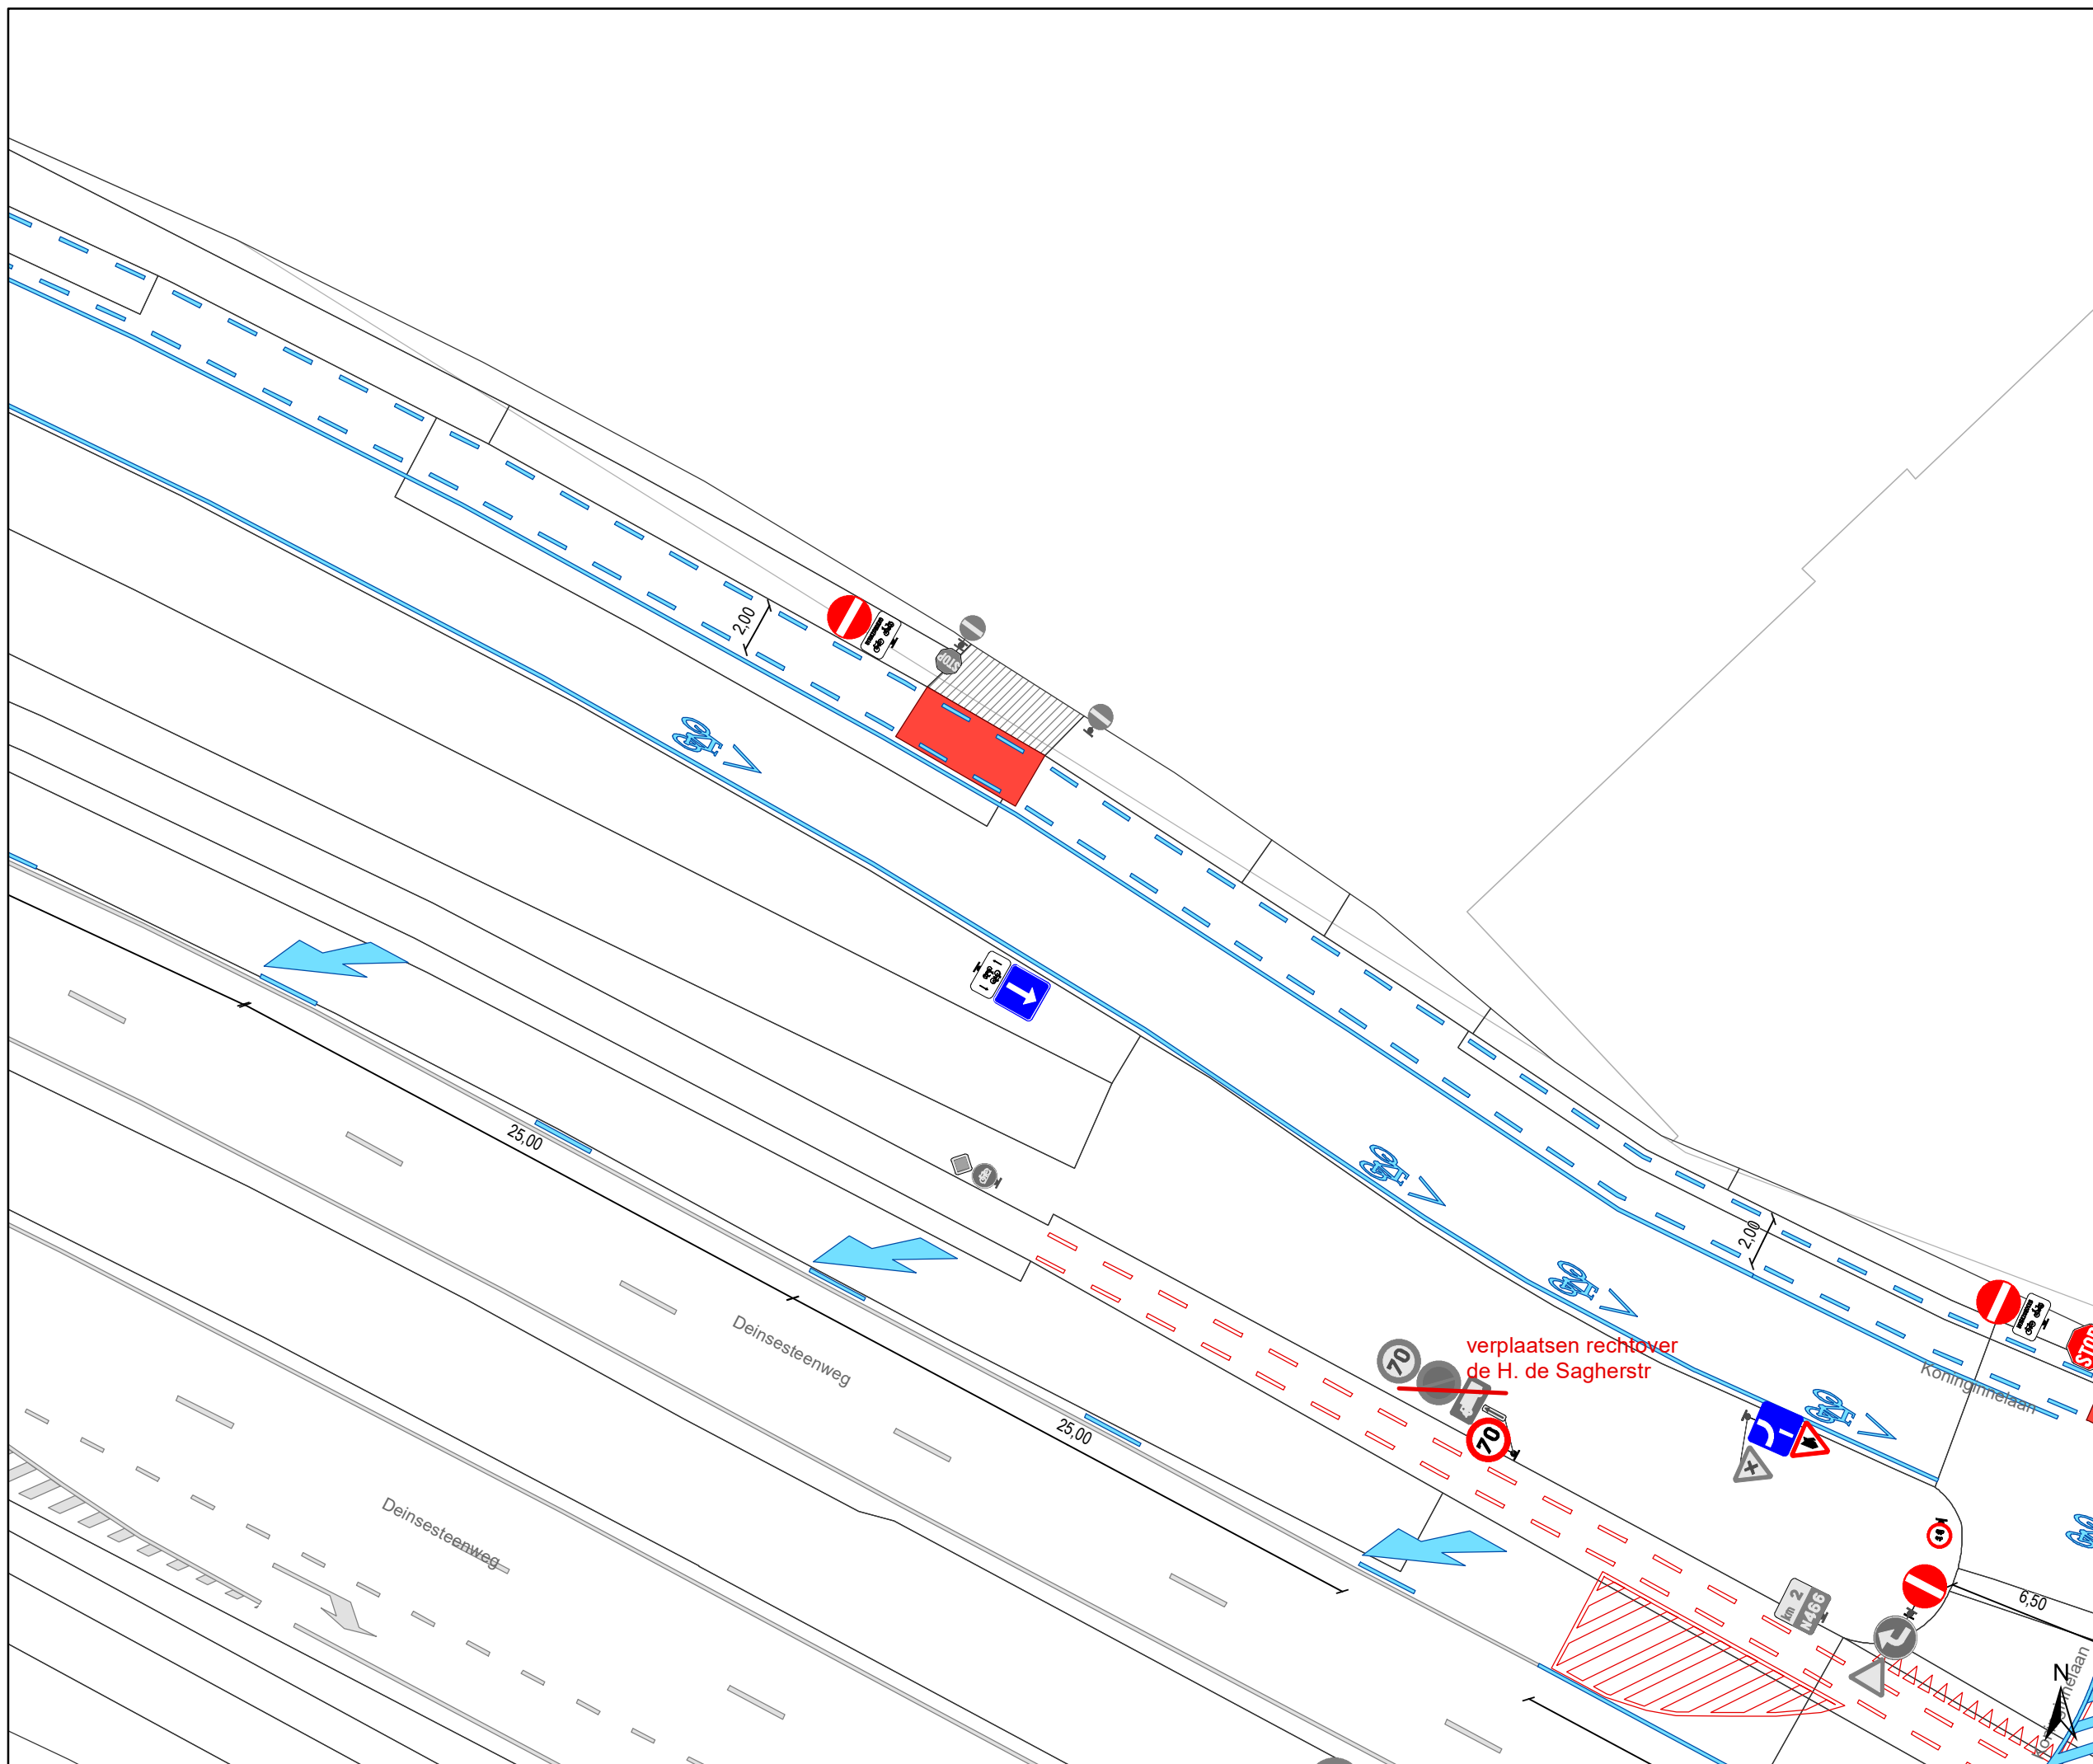 2,00
STOP
25,00
2,00
Deinsesteenweg
verplaatsen rechtover
de H. de Sagherstr
70
70
STOP
Koninginnelaan
25,00
Deinsesteenweg
km 2
N466
6,50
N